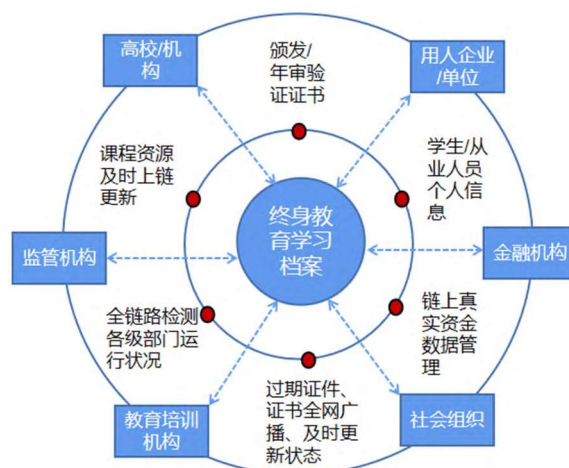 高校/机
构
颁发/
年审验
证证书
用人企业
/单位
课程资源
及时上链
更新
学生/从
业人员
个人信
息
终身教
育学习
档案
监管机构
金融机构
全链路检测
各级部门运
行状况
链上真
实资金
数据管
理
教育培训
机构
过期证件、
证书全网广
播、及时更
新状态
社会组织